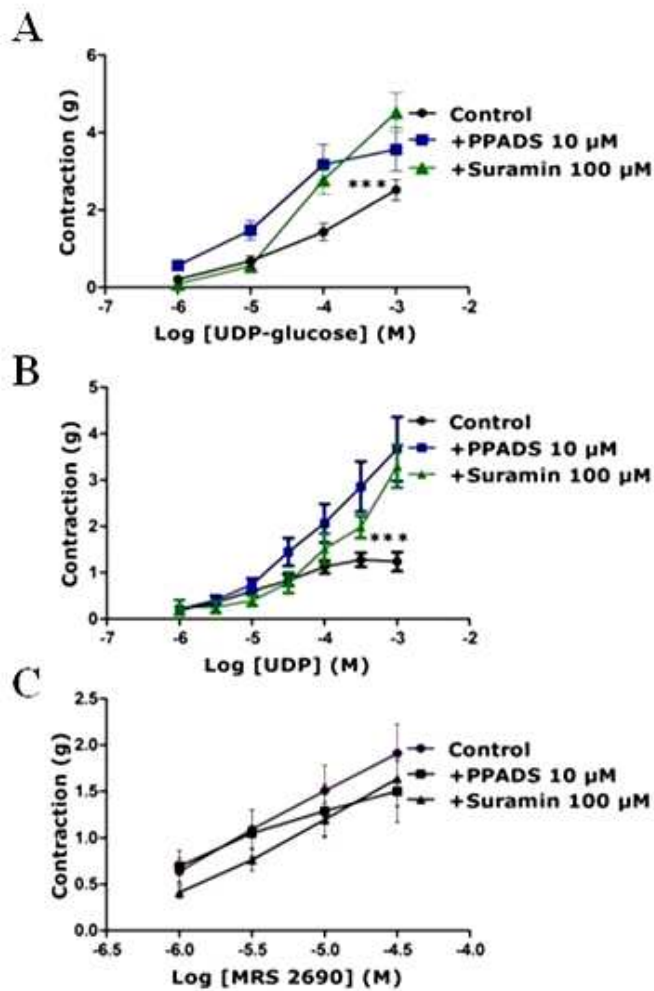 A
Contraction (g)
6
4
2
0
-7
-6
-5
-4
-3
-2
Log [UDP-glucose] (M)
***
Control
+PPADS 10 µM
+Suramin 100 µM
B
Contraction (g)
5
4
3
2
1
0
-7
-6
-5
-4
-3
-2
Log [UDP] (M)
***
Control
+PPADS 10 µM
+Suramin 100 µM
C
Contraction (g)
2.5
2.0
1.5
1.0
0.5
0.0
-6.5
-6.0
-5.5
-5.0
-4.5
-4.0
Log [MRS 2690] (M)
Control
+PPADS 10 µM
+Suramin 100 µM